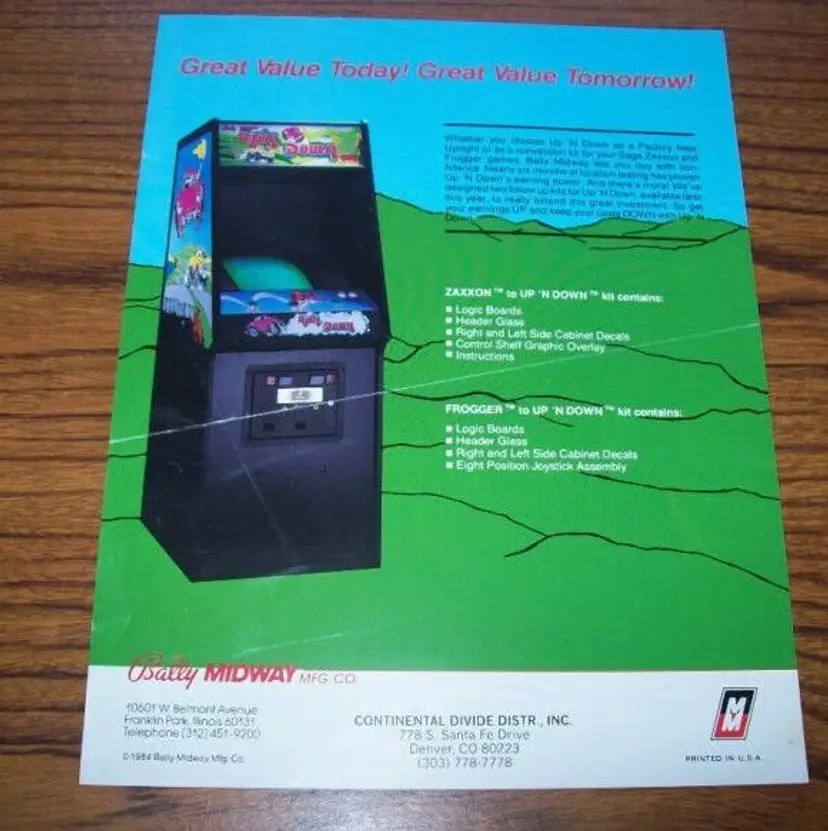 Great Value Today! Great Value Tomorrow!
Up'n Down
Whether you choose Up 'N Down as a Factory New
Upright or as a conversion kit for your Sega Zaxxon and
Frogger games, Bally Midway lets you buy with con-
fidence. Nearly six months of location testing has proven
Up 'N Down's earning power. And there's more! We've
designed two follow up kits for Up 'N Down, available later
this year, to really extend this great investment. So get
your earnings UP and keep your costs DOWN with Up 'N
Down.
Up'n Down
ZAXXON™ to UP 'N DOWN™ kit contains:
■ Logic Boards
■ Header Glass
■ Right and Left Side Cabinet Decals
■ Control Shelf Graphic Overlay
■ Instructions
FROGGER™ to UP 'N DOWN™ kit contains:
■ Logic Boards
■ Header Glass
■ Right and Left Side Cabinet Decals
■ Eight Position Joystick Assembly
Bally MIDWAY MFG. CO.
10601 W. Belmont Avenue
Franklin Park, Illinois 60131
Telephone (312) 451-9200
©1984 Bally Midway Mfg. Co.
CONTINENTAL DIVIDE DISTR., INC.
778 S. Santa Fe Drive
Denver, CO 80223
(303) 778-7778
MM
PRINTED IN U.S.A.